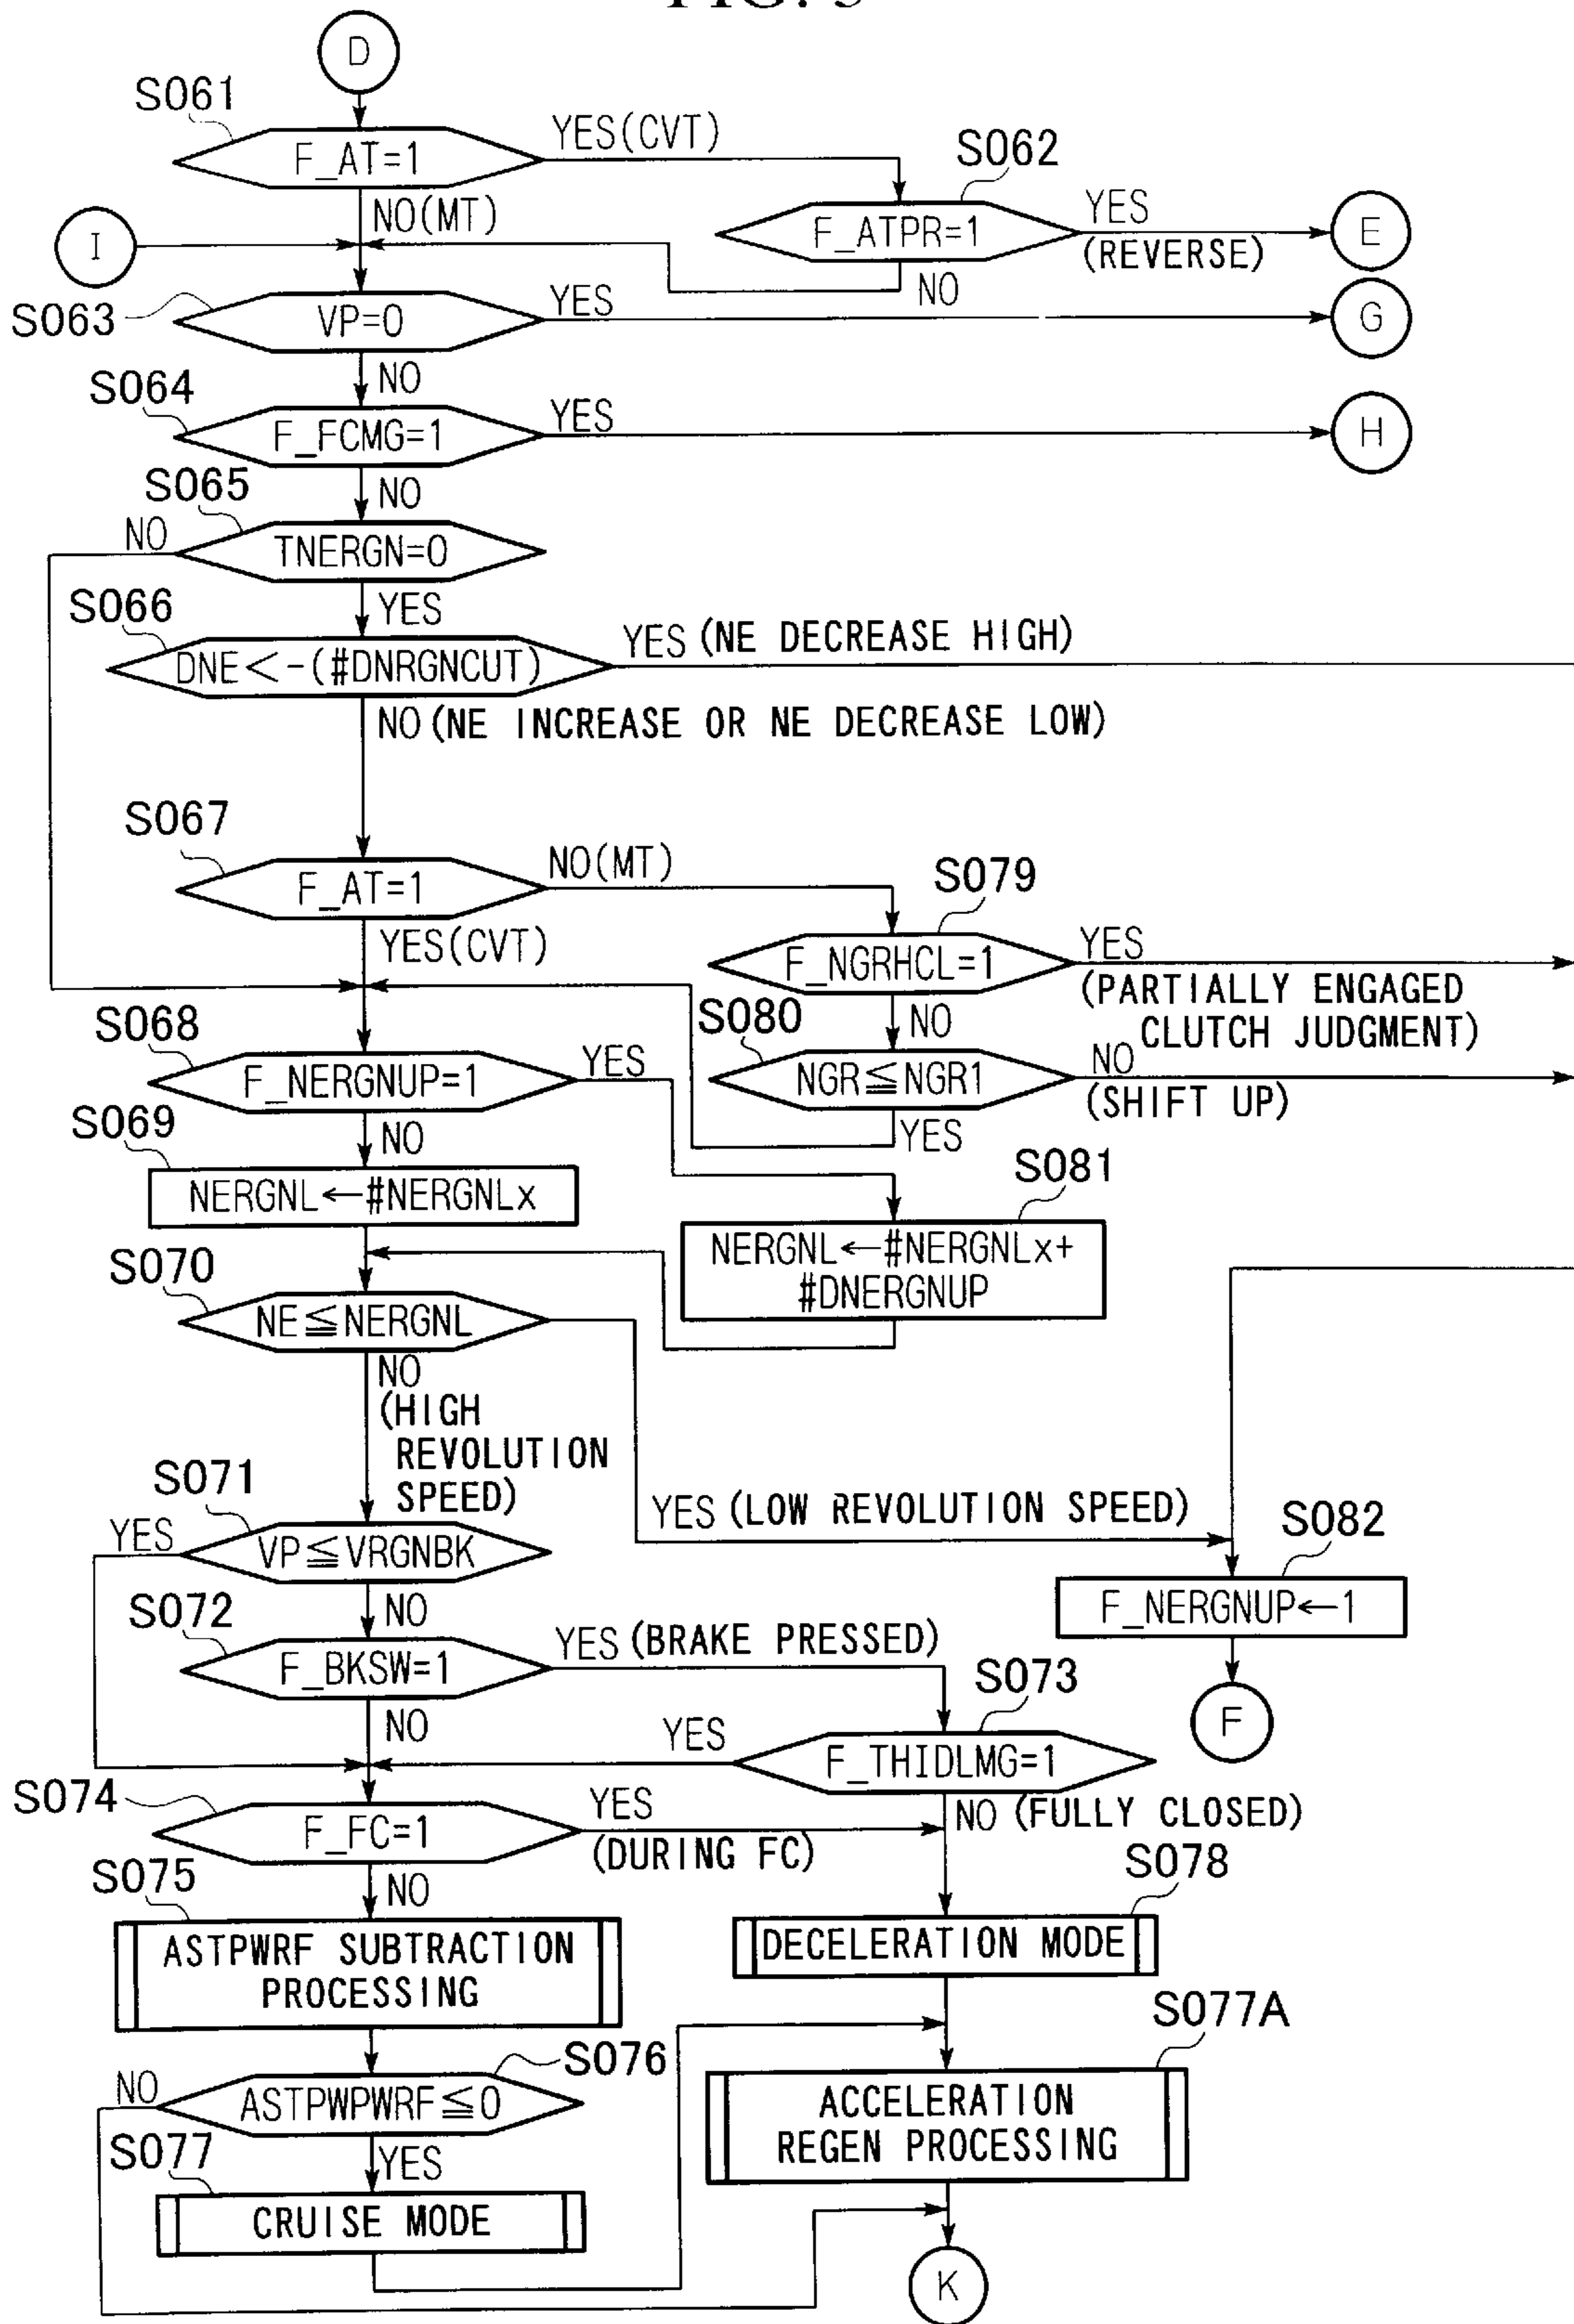 D
S061
F_AT=1
YES(CVT)
S062
NO(MT)
I
F_ATPR=1
YES
(REVERSE)
E
NO
S063
VP=0
YES
G
NO
S064
F_FCMG=1
YES
H
NO
S065
NO
TNERGN=0
YES
S066
DNE<-(#DNRGNCUT)
YES (NE DECREASE HIGH)
NO (NE INCREASE OR NE DECREASE LOW)
S067
F_AT=1
NO(MT)
S079
YES(CVT)
F_NGRHCL=1
YES
(PARTIALLY ENGAGED
CLUTCH JUDGMENT)
NO
S068
F_NERGNUP=1
YES
S080
NGR≦NGR1
NO
(SHIFT UP)
YES
NO
S069
NERGNL←#NERGNLx
S081
NERGNL←#NERGNLx+
#DNERGNUP
S070
NE≦NERGNL
NO
(HIGH
REVOLUTION
SPEED)
YES (LOW REVOLUTION SPEED)
S071
YES
VP≦VRGNBK
NO
S082
F_NERGNUP←1
F
S072
F_BKSW=1
YES (BRAKE PRESSED)
S073
NO
YES
F_THIDLMG=1
NO (FULLY CLOSED)
S074
F_FC=1
YES
(DURING FC)
NO
S075
ASTPWRF SUBTRACTION
PROCESSING
S078
DECELERATION MODE
S077A
ACCELERATION
REGEN PROCESSING
S076
NO
ASTPWPWRF≦0
YES
S077
CRUISE MODE
K